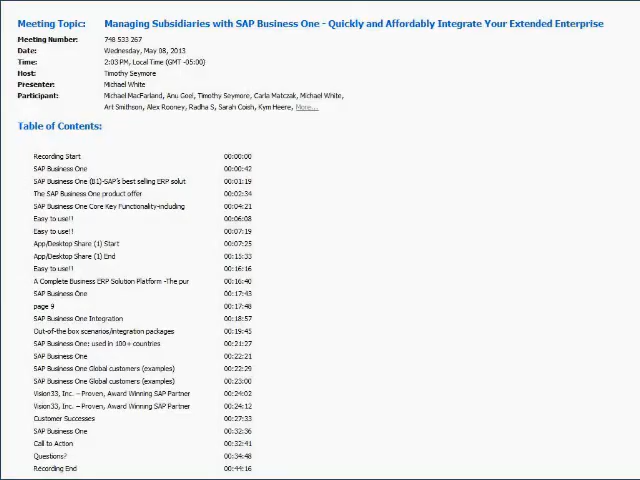 Meeting Topic: Managing Subsidiaries with SAP Business One - Quickly and Affordably Integrate Your Extended Enterprise
Meeting Number: 748 533 267
Date: Wednesday, May 08, 2013
Time: 2:03 PM, Local Time (GMT -05:00)
Host: Timothy Seymore
Presenter: Michael White
Participant: Michael MacFarland, Anu Goel, Timothy Seymore, Carla Matczak, Michael White,
Art Smithson, Alex Rooney, Radha S, Sarah Coish, Kym Heere, More...
Table of Contents:
Recording Start 00:00:00
SAP Business One 00:00:42
SAP Business One (B1)-SAP's best selling ERP solut 00:01:19
The SAP Business One product offer 00:02:34
SAP Business One Core Key Functionality-including 00:04:21
Easy to use!! 00:06:08
Easy to use!! 00:07:19
App/Desktop Share (1) Start 00:07:25
App/Desktop Share (1) End 00:15:33
Easy to use!! 00:16:16
A Complete Business ERP Solution Platform -The pur 00:16:40
SAP Business One 00:17:43
page 9 00:17:48
SAP Business One Integration 00:18:57
Out-of-the box scenarios/integration packages 00:19:45
SAP Business One: used in 100+ countries 00:21:27
SAP Business One 00:22:21
SAP Business One Global customers (examples) 00:22:29
SAP Business One Global customers (examples) 00:23:00
Vision33, Inc. – Proven, Award Winning SAP Partner 00:24:02
Vision33, Inc. – Proven, Award Winning SAP Partner 00:24:12
Customer Successes 00:27:33
SAP Business One 00:32:36
Call to Action 00:32:41
Questions? 00:34:48
Recording End 00:44:16